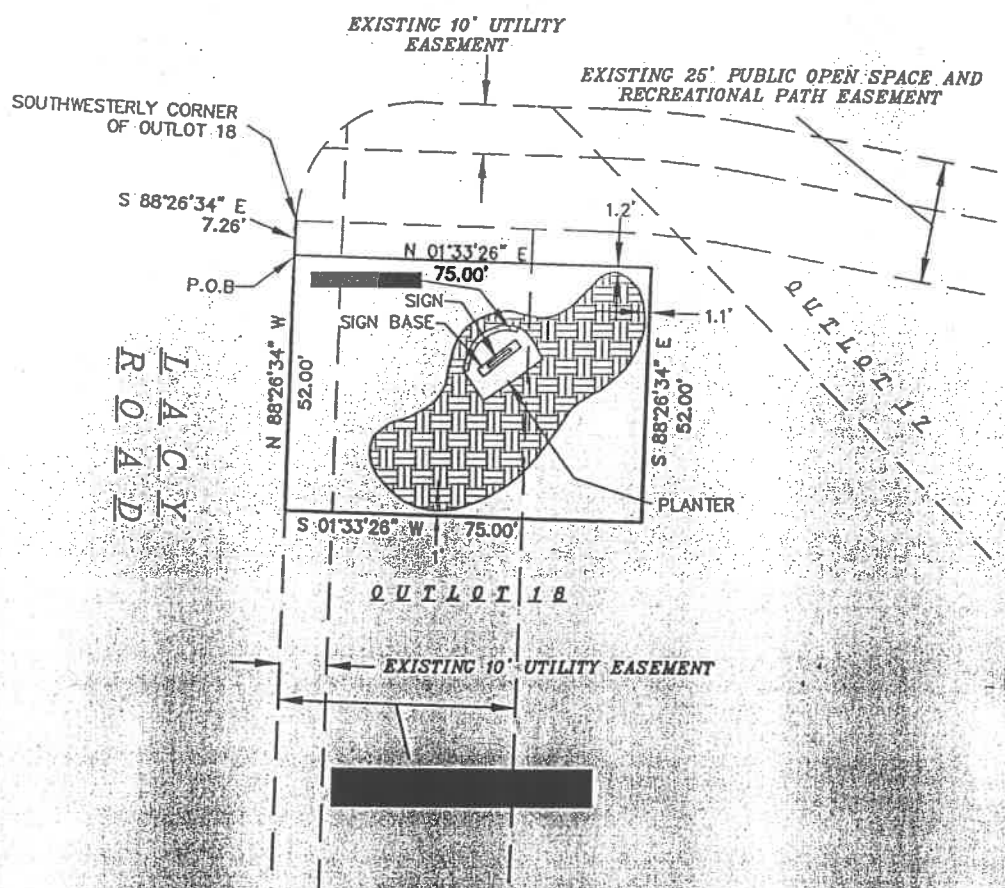 EXISTING 10' UTILITY
EASEMENT
EXISTING 25' PUBLIC OPEN SPACE AND
RECREATIONAL PATH EASEMENT
SOUTHWESTERLY CORNER
OF OUTLOT 18
S 88°26'34" E
7.26'
1.2'
N 01°33'26" E
75.00'
P.O.B
SIGN
SIGN BASE
1.1'
OUTLOT 17
LACY
ROAD
N 88°26'34" W
52.00'
S 88°26'34" E
52.00'
PLANTER
S 01°33'26" W 75.00'
OUTLOT 18
EXISTING 10' UTILITY EASEMENT